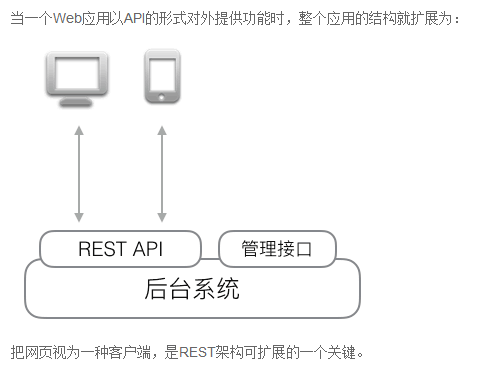 当一个Web应用以API的形式对外提供功能时，整个应用的结构就扩展为：
REST API
管理接口
后台系统
把网页视为一种客户端，是REST架构可扩展的一个关键。